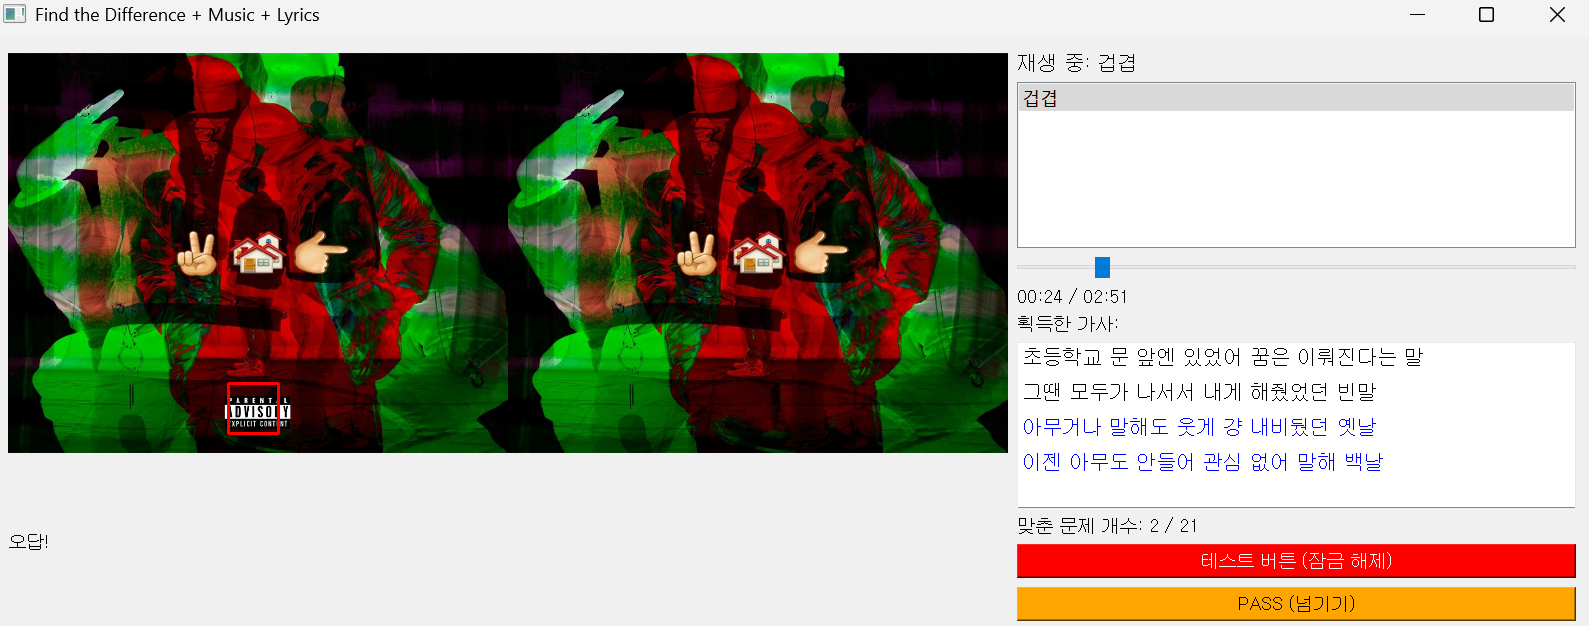 Find the Difference + Music + Lyrics
재생 중: 겁겹
겁겹
00:24 / 02:51
획득한 가사:
초등학교 문 앞엔 있었어 꿈은 이뤄진다는 말
그땐 모두가 나서서 내게 해줬었던 빈말
아무거나 말해도 웃게 걍 내비뒀던 옛날
이젠 아무도 안들어 관심 없어 말해 백날
PARENTAL
ADVISORY
EXPLICIT CONTENT
맞춘 문제 개수: 2 / 21
오답!
테스트 버튼 (잠금 해제)
PASS (넘기기)